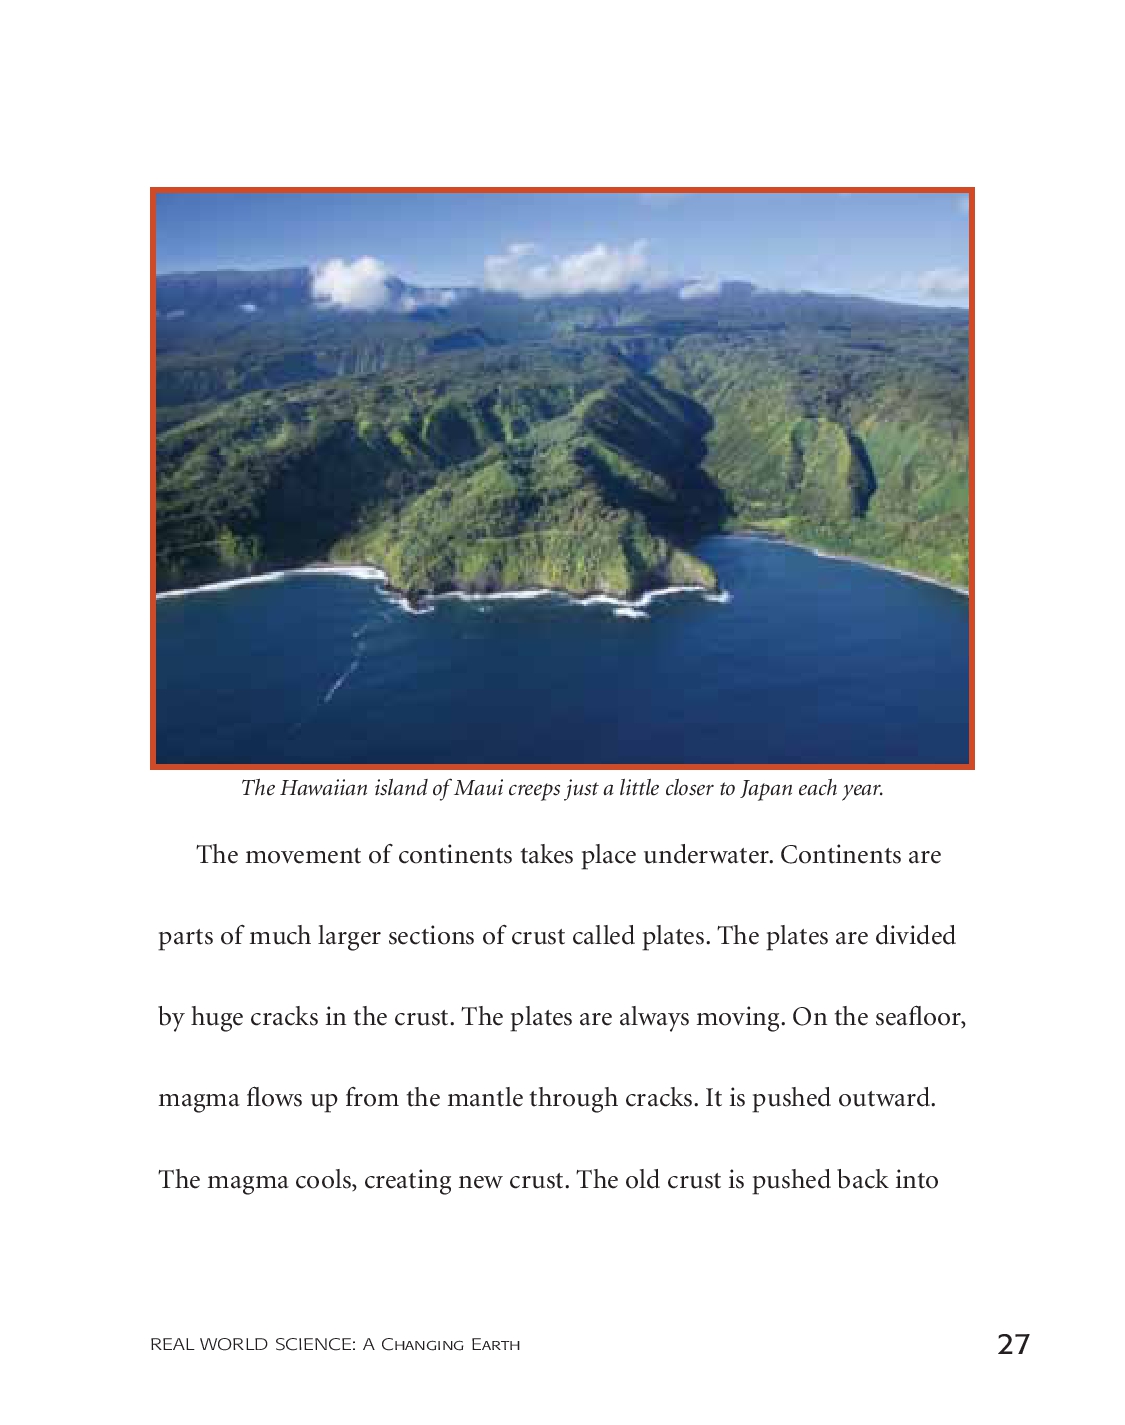 The Hawaiian island of Maui creeps just a little closer to Japan each year.
The movement of continents takes place underwater. Continents are
parts of much larger sections of crust called plates. The plates are divided
by huge cracks in the crust. The plates are always moving. On the seafloor,
magma flows up from the mantle through cracks. It is pushed outward.
The magma cools, creating new crust. The old crust is pushed back into
REAL WORLD SCIENCE: A Changing Earth 27